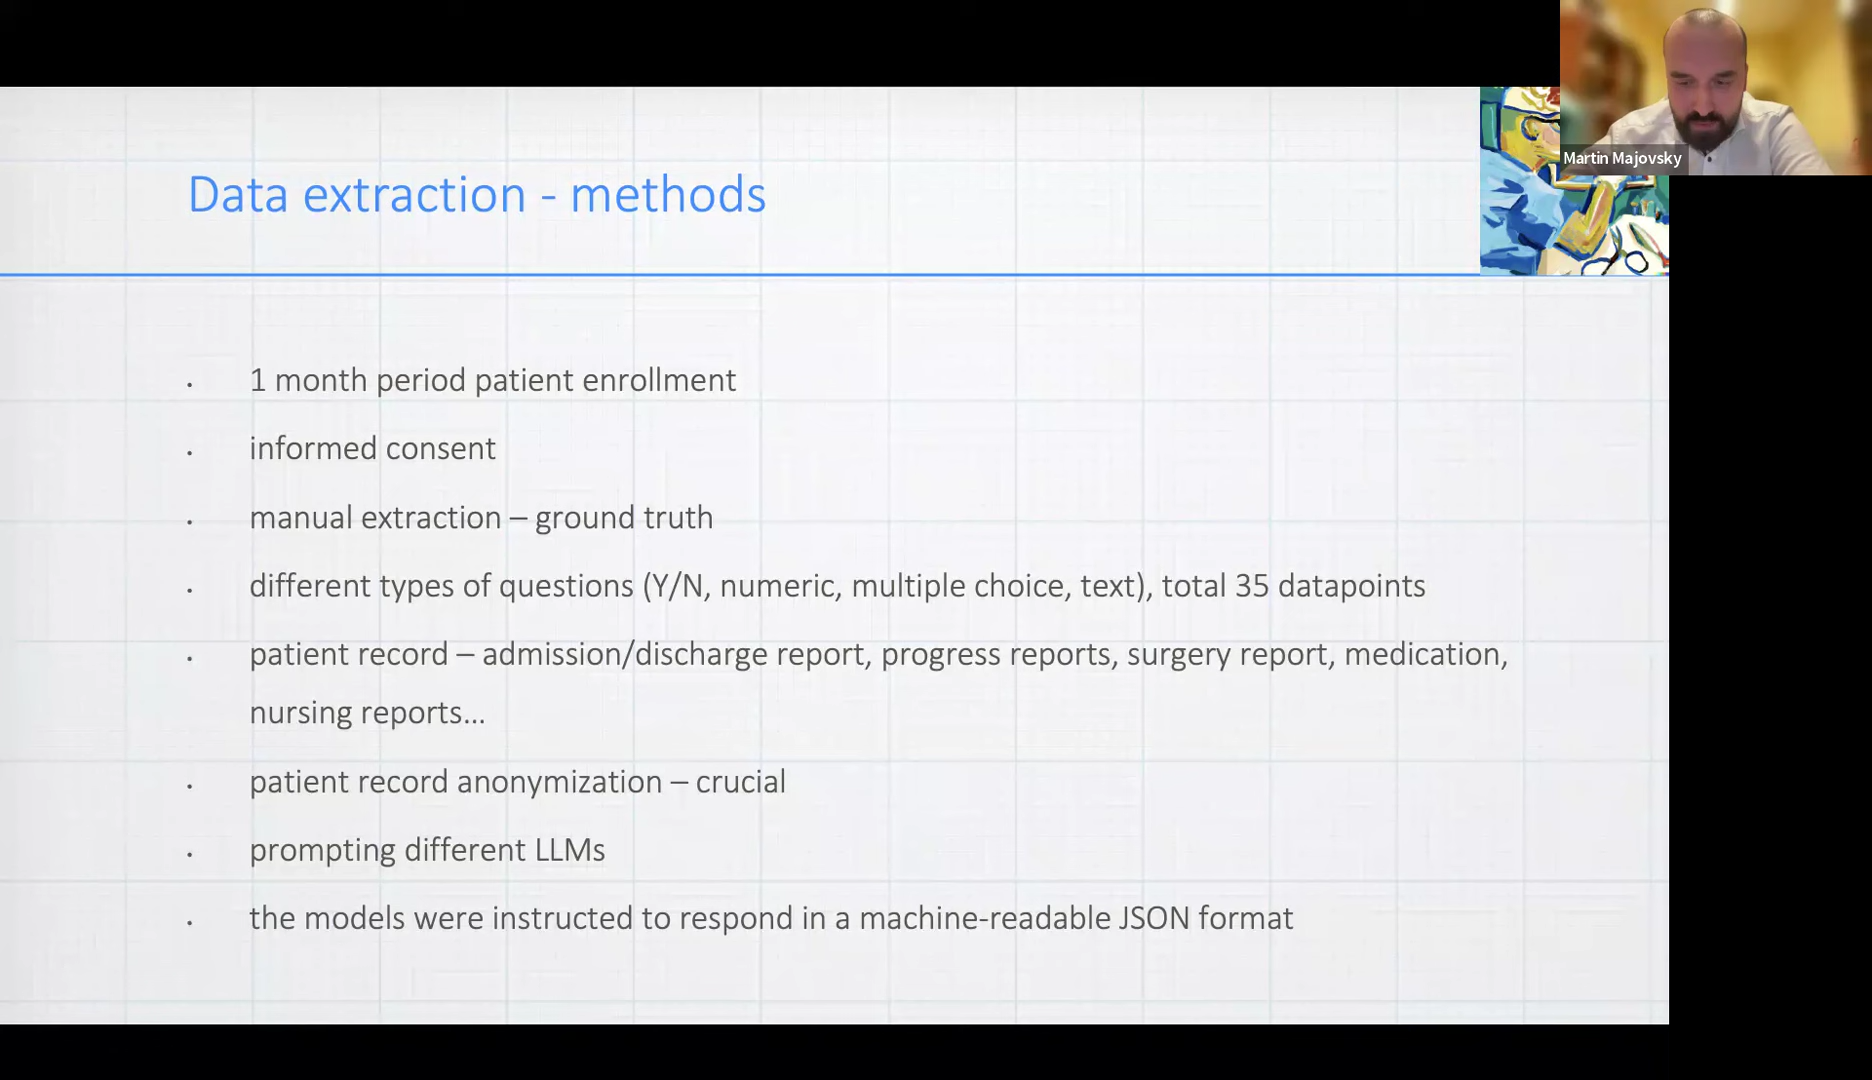 Martin Majovsky
Data extraction - methods
• 1 month period patient enrollment
• informed consent
• manual extraction – ground truth
• different types of questions (Y/N, numeric, multiple choice, text), total 35 datapoints
• patient record – admission/discharge report, progress reports, surgery report, medication,
nursing reports...
• patient record anonymization – crucial
• prompting different LLMs
• the models were instructed to respond in a machine-readable JSON format